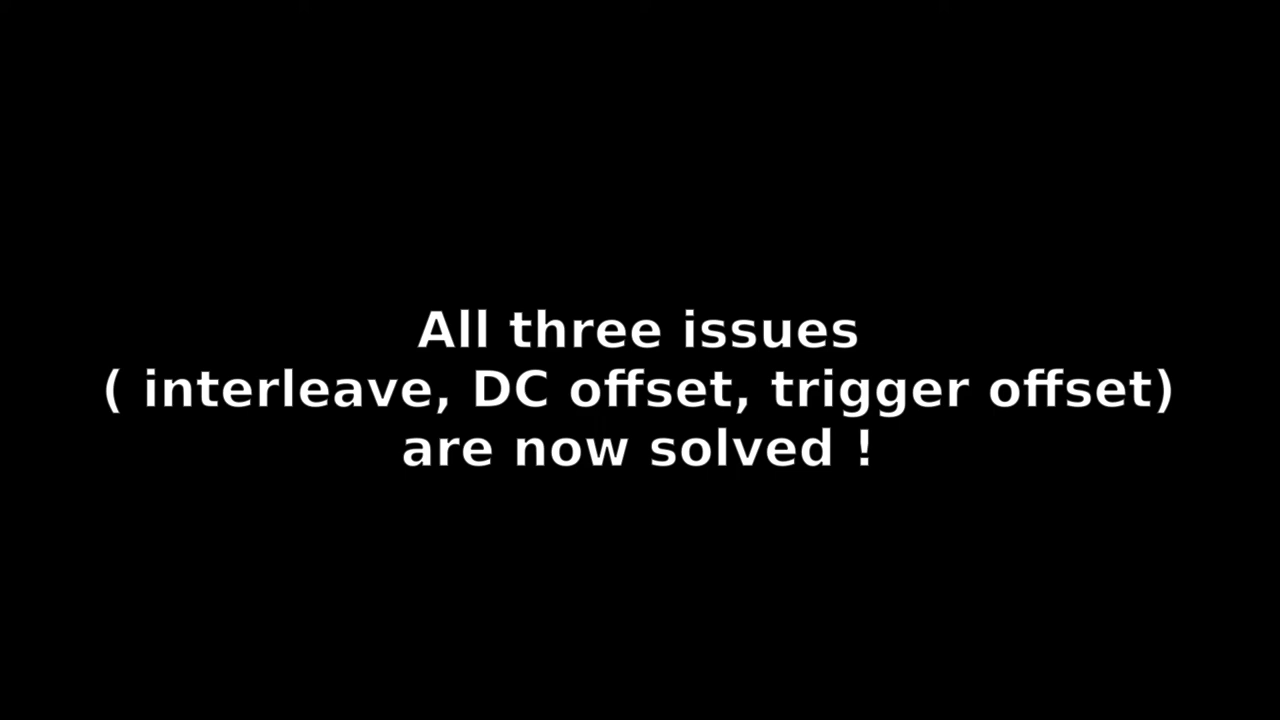 All three issues
( interleave, DC offset, trigger offset)
are now solved !